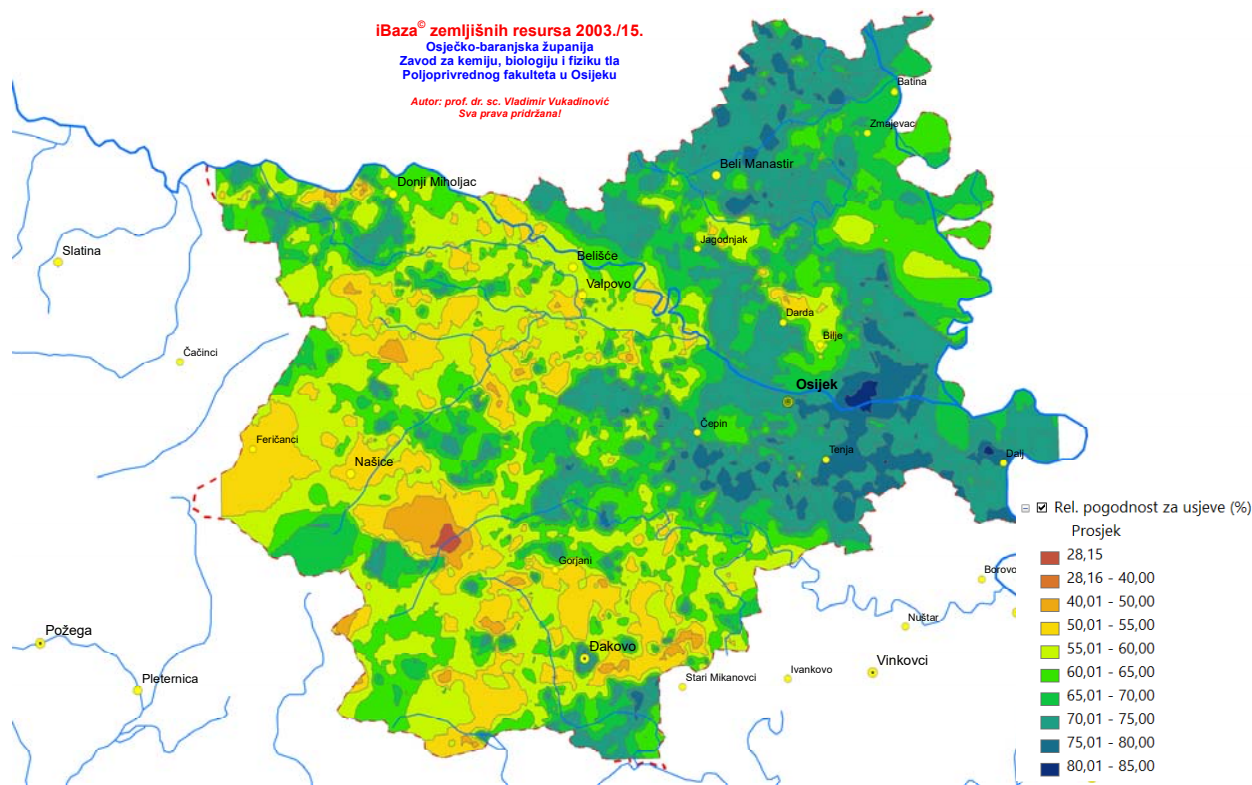 iBaza© zemljišnih resursa 2003./15.
Osječko-baranjska županija
Zavod za kemiju, biologiju i fiziku tla
Poljoprivrednog fakulteta u Osijeku
Autor: prof. dr. sc. Vladimir Vukadinović
Sva prava pridržana!
Batina
Zmajevac
Beli Manastir
Donji Miholjac
Slatina
Jagodnjak
Belišće
Valpovo
Darda
Bilje
Čačinci
Osijek
Čepin
Feričanci
Našice
Tenja
Dalj
Gorjani
Borovo
Nuštar
Požega
Đakovo
Vinkovci
Pleternica
Stari Mikanovci
Ivankovo
Rel. pogodnost za usjeve (%)
Prosjek
28,15
28,16 - 40,00
40,01 - 50,00
50,01 - 55,00
55,01 - 60,00
60,01 - 65,00
65,01 - 70,00
70,01 - 75,00
75,01 - 80,00
80,01 - 85,00